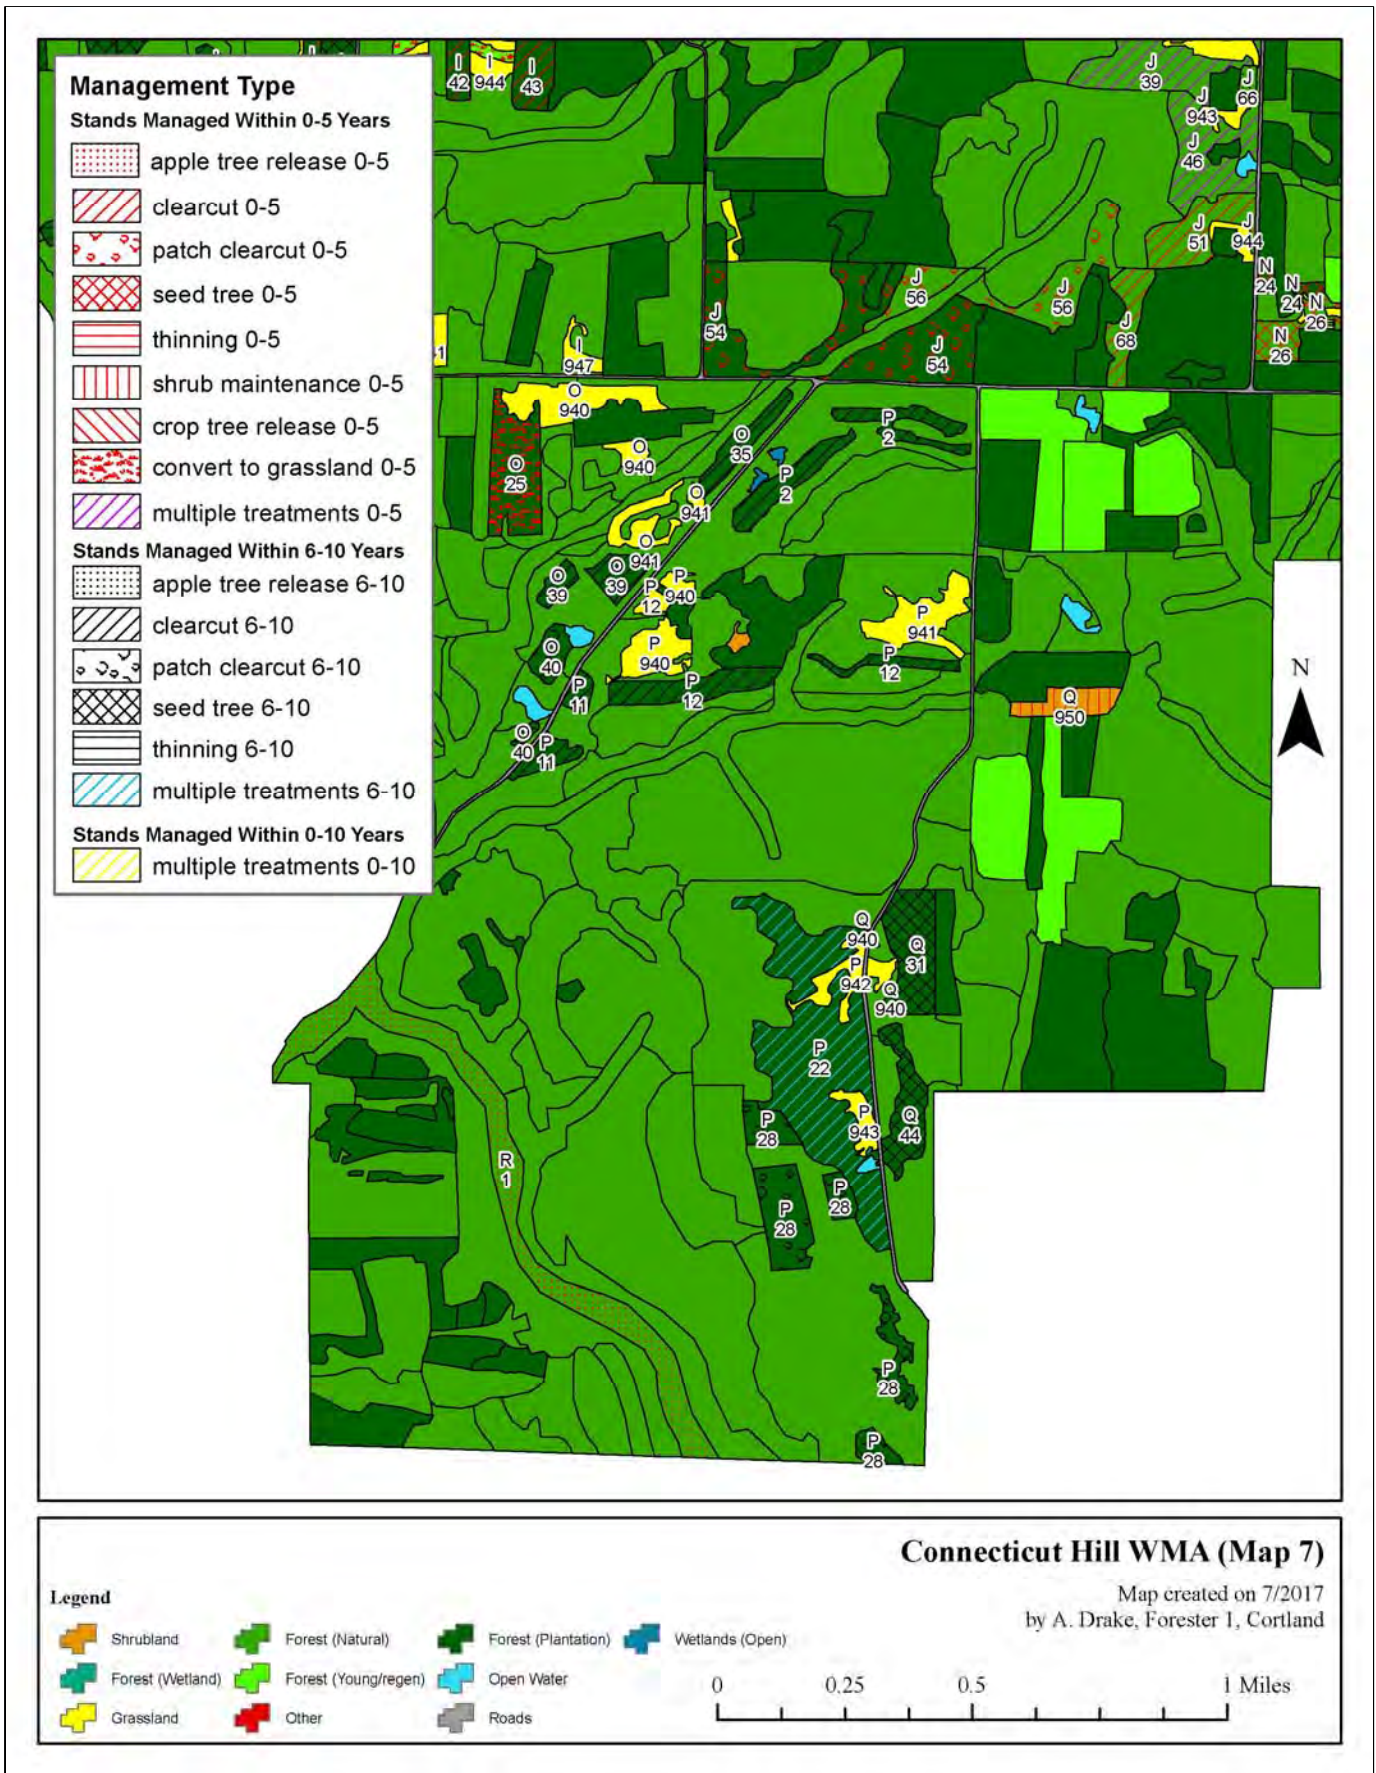 Management Type
Stands Managed Within 0-5 Years
apple tree release 0-5
clearcut 0-5
patch clearcut 0-5
seed tree 0-5
thinning 0-5
shrub maintenance 0-5
crop tree release 0-5
convert to grassland 0-5
multiple treatments 0-5
Stands Managed Within 6-10 Years
apple tree release 6-10
clearcut 6-10
patch clearcut 6-10
seed tree 6-10
thinning 6-10
multiple treatments 6-10
Stands Managed Within 0-10 Years
multiple treatments 0-10
I
42
I
944
I
43
J
39
J
66
J
943
J
46
J
51
J
944
N
24
N
24
N
26
N
26
J
56
J
56
J
54
J
54
J
68
I
947
41
O
940
O
940
O
25
O
35
P
2
P
2
O
941
O
941
O
39
O
39
P
12
P
940
P
940
P
941
P
12
P
12
O
40
P
11
O
40
P
11
Q
950
N
Q
940
P
942
Q
940
Q
31
P
22
P
943
Q
44
P
28
P
28
P
28
R
1
P
28
P
28
Connecticut Hill WMA (Map 7)
Map created on 7/2017
by A. Drake, Forester 1, Cortland
Legend
Shrubland
Forest (Natural)
Forest (Plantation)
Wetlands (Open)
Forest (Wetland)
Forest (Young/regen)
Open Water
Grassland
Other
Roads
0 0.25 0.5 1 Miles